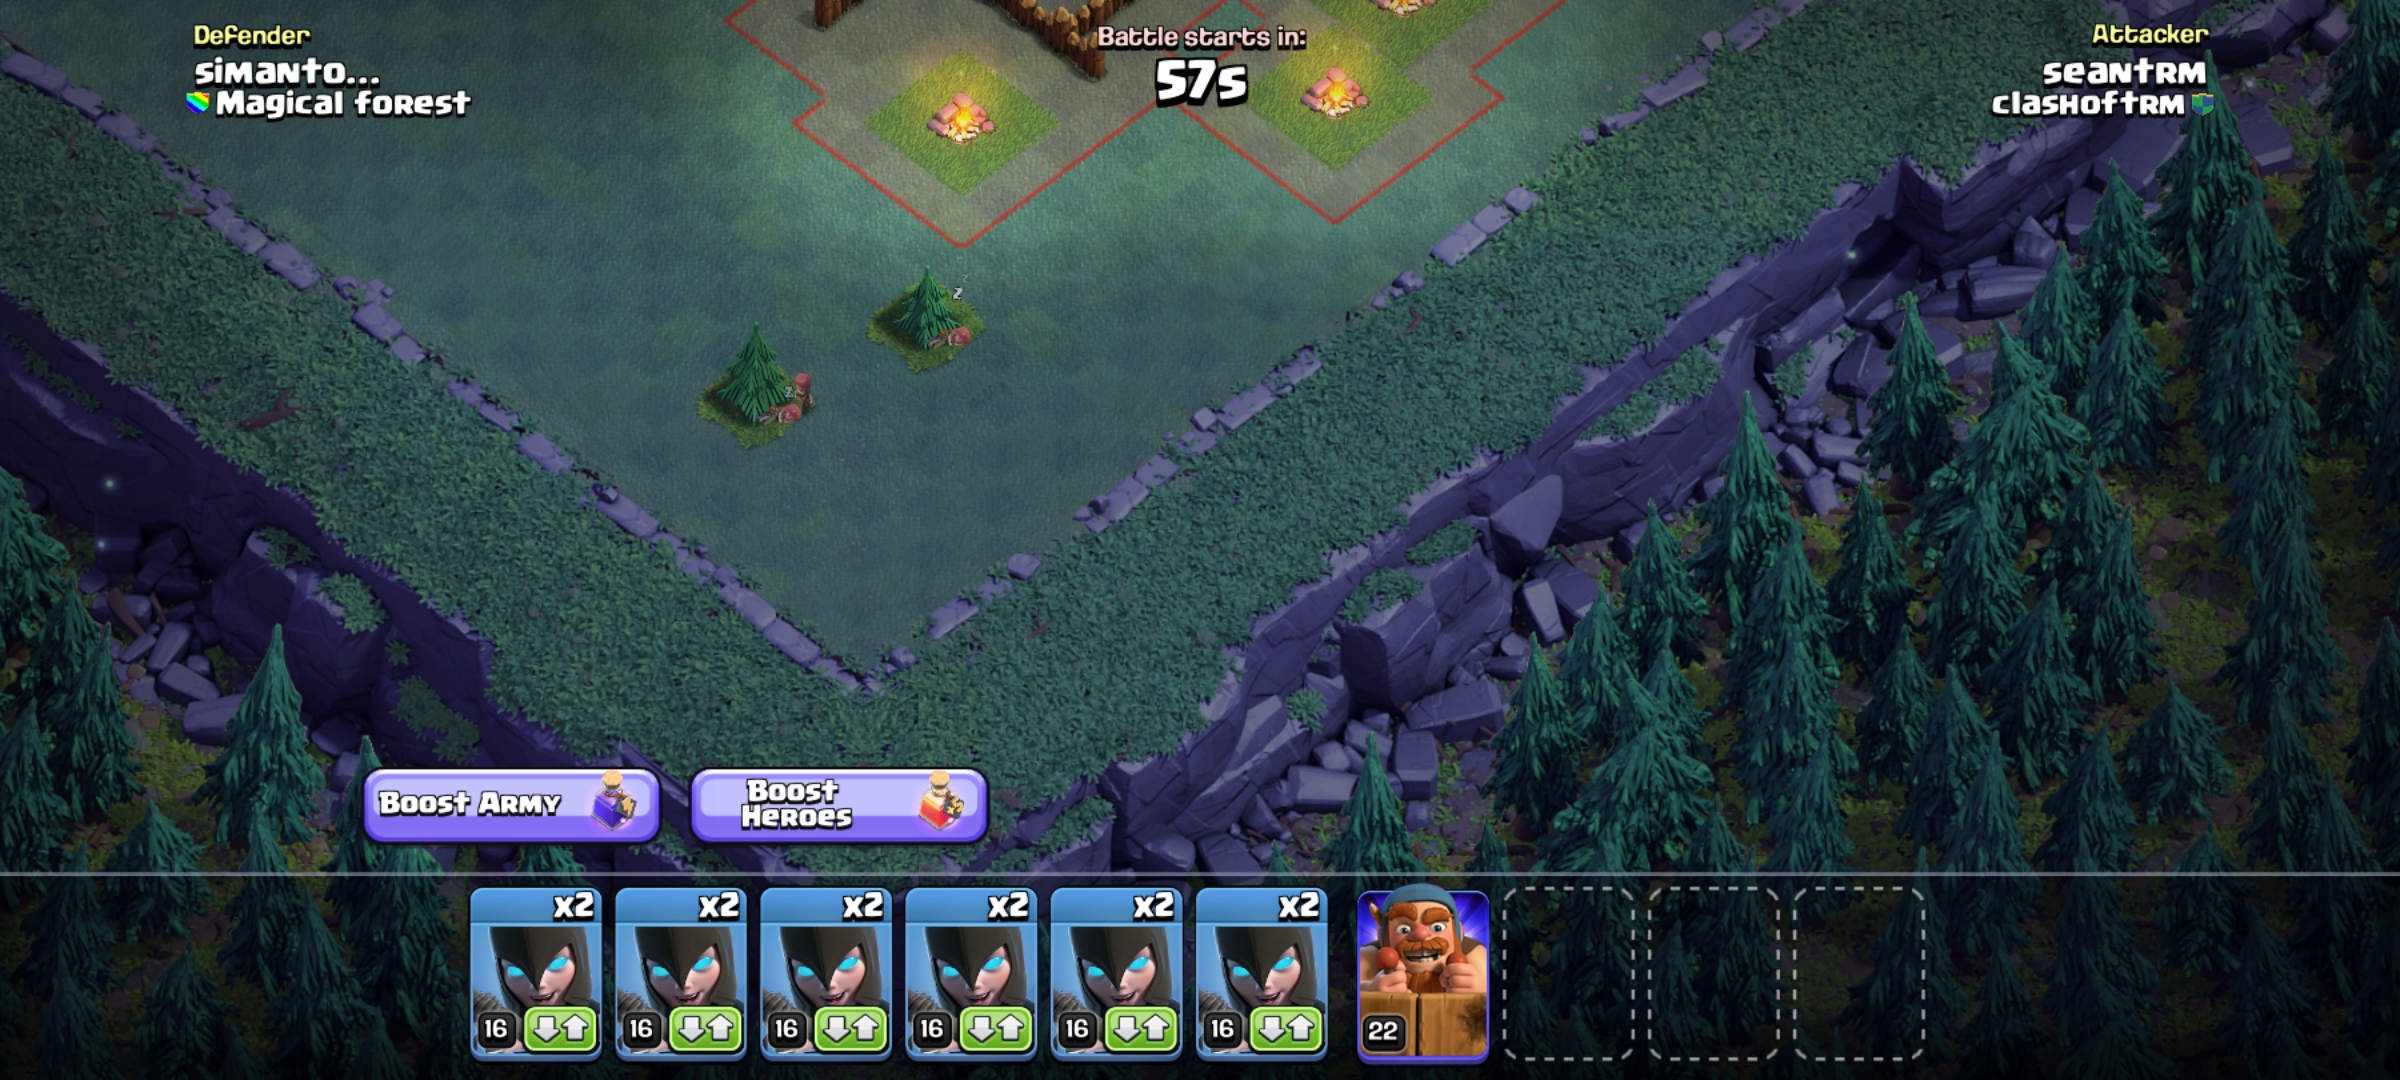 Defender
siMANTO...
Magical forest
Battle starts in:
57s
Attacker
seantRM
clashoftRM
z
z
Boost Army
Boost
Heroes
x2
x2
x2
x2
x2
x2
16
16
16
16
16
16
22